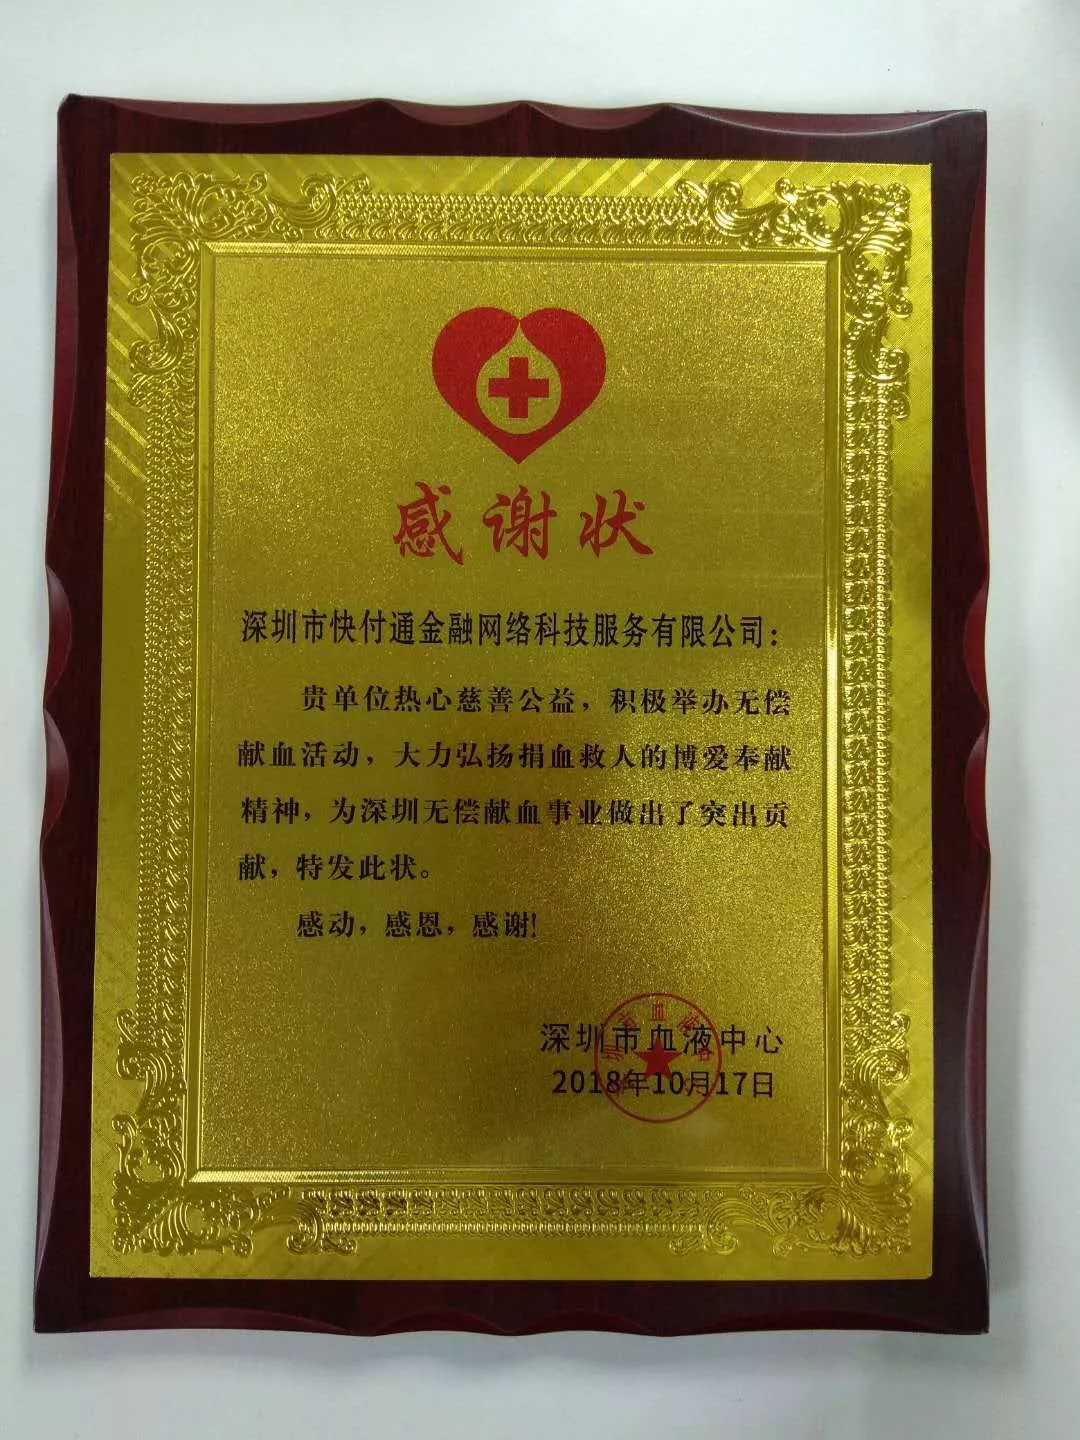 感谢状
深圳市快付通金融网络科技服务有限公司：
贵单位热心慈善公益，积极举办无偿
献血活动，大力弘扬捐血救人的博爱奉献
精神，为深圳无偿献血事业做出了突出贡
献，特发此状。
感动，感恩，感谢！
深圳市血液中心
2018年10月17日